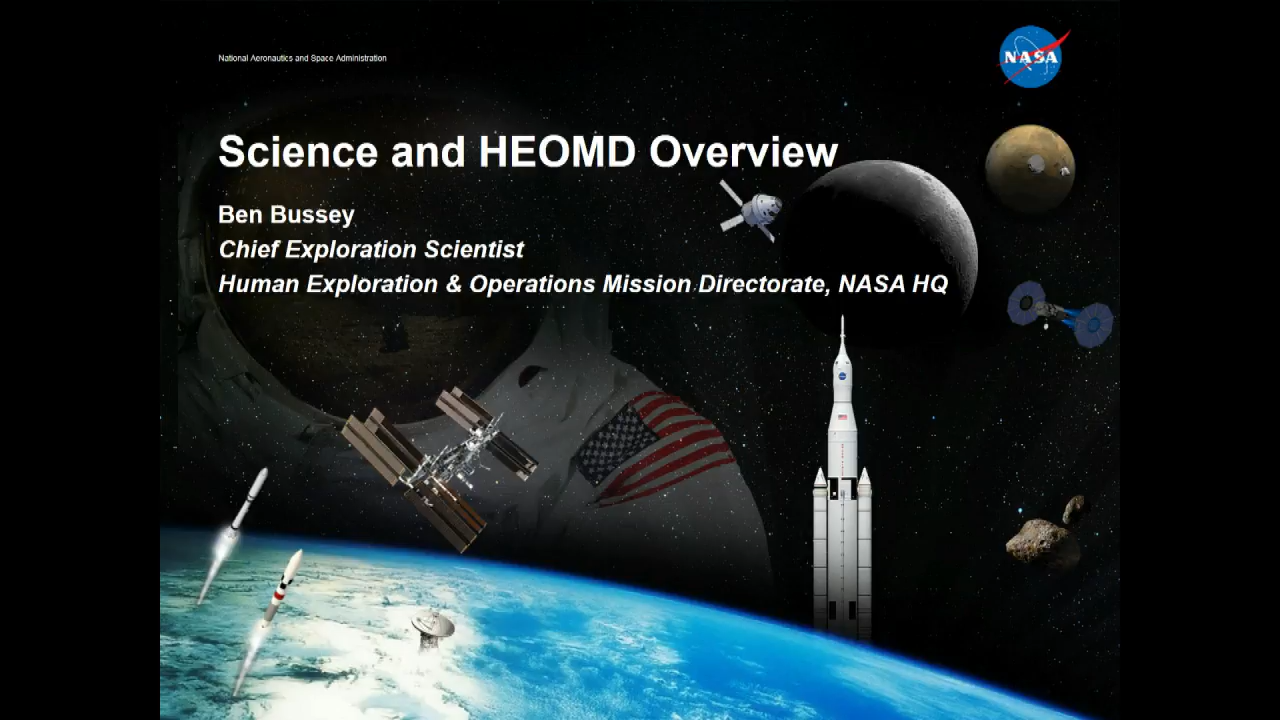 National Aeronautics and Space Administration
NASA
Science and HEOMD Overview
Ben Bussey
Chief Exploration Scientist
Human Exploration & Operations Mission Directorate, NASA HQ